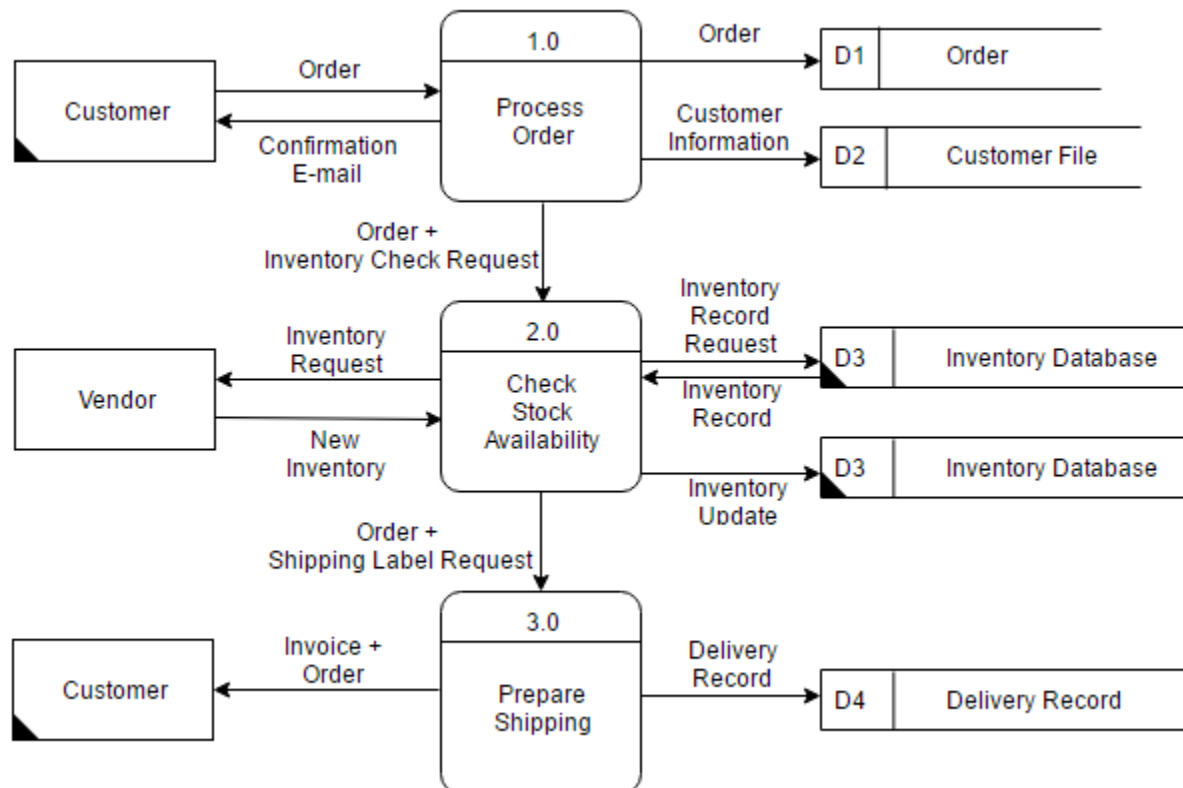 1.0
Order
D1
Order
Order
Customer
Process
Order
Customer
Information
D2
Customer File
Confirmation
E-mail
Order +
Inventory Check Request
Inventory
Record
Request
2.0
Inventory
Request
D3
Inventory Database
Check
Stock
Availability
Vendor
Inventory
Record
New
Inventory
D3
Inventory Database
Inventory
Update
Order +
Shipping Label Request
3.0
Invoice +
Order
Delivery
Record
Customer
Prepare
Shipping
D4
Delivery Record